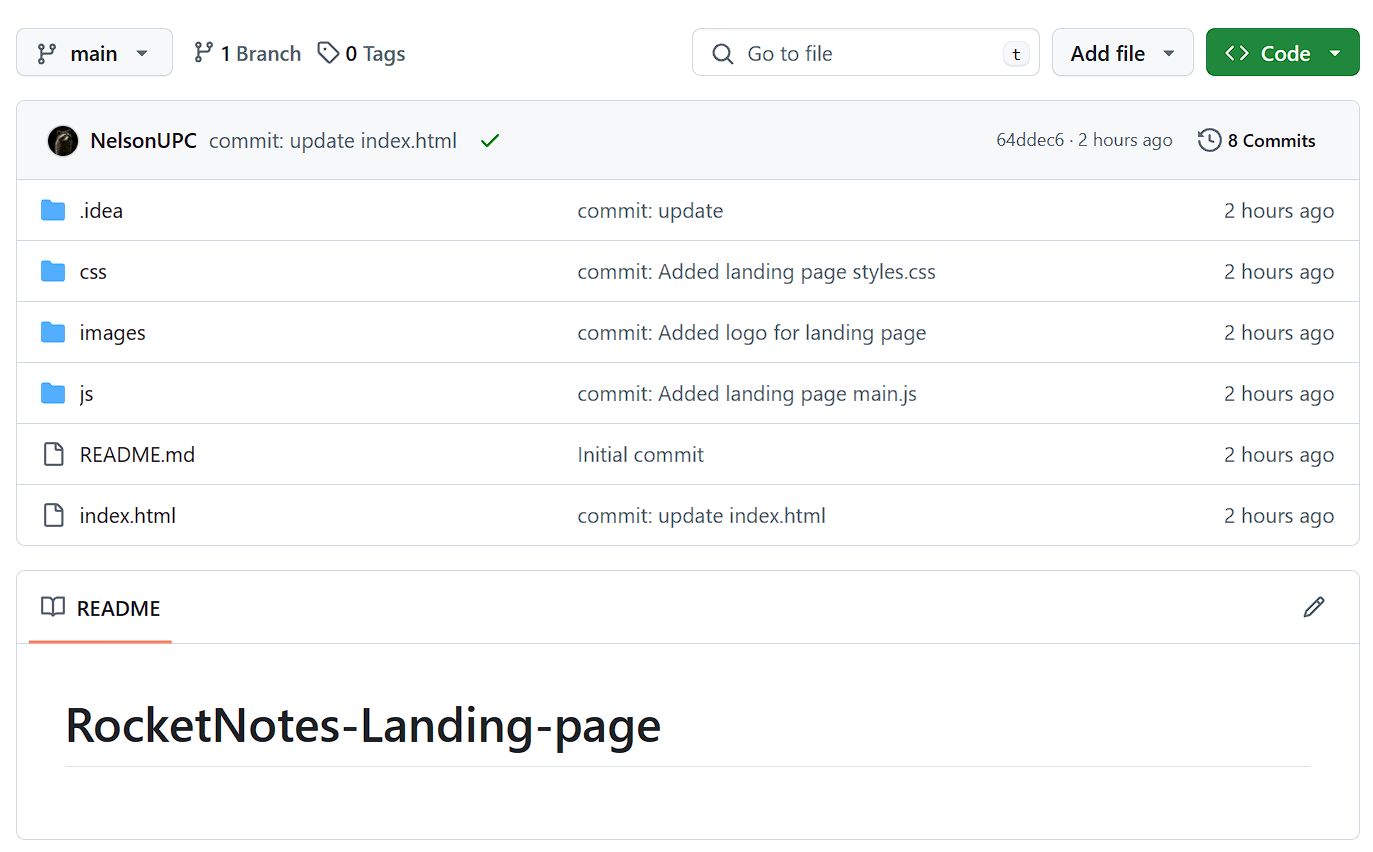 main 1 Branch 0 Tags Go to file t Add file Code
NelsonUPC commit: update index.html 64ddec6 · 2 hours ago 8 Commits
.idea commit: update 2 hours ago
css commit: Added landing page styles.css 2 hours ago
images commit: Added logo for landing page 2 hours ago
js commit: Added landing page main.js 2 hours ago
README.md Initial commit 2 hours ago
index.html commit: update index.html 2 hours ago
README
RocketNotes-Landing-page